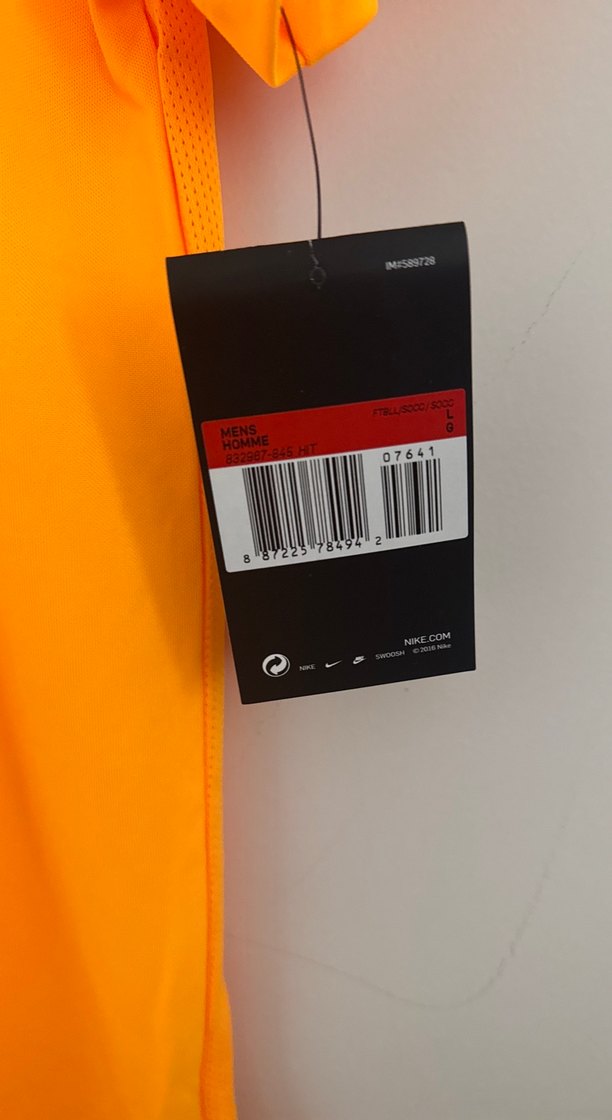 IM#589728
FTBLL/SOCC/SOCC
MENS
L
HOMME
G
832987-845 HIT
07641
8 87225 78494 2
NIKE.COM
NIKE SWOOSH © 2016 Nike